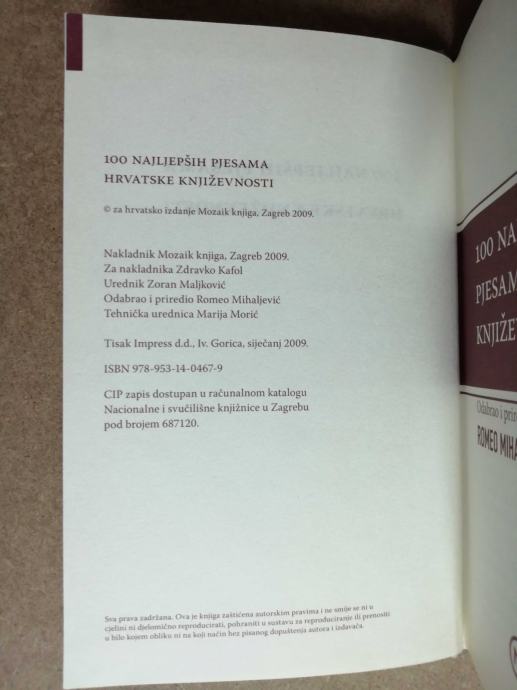 100 NAJLJEPŠIH PJESAMA
HRVATSKE KNJIŽEVNOSTI
© za hrvatsko izdanje Mozaik knjiga, Zagreb 2009.
Nakladnik Mozaik knjiga, Zagreb 2009.
Za nakladnika Zdravko Kafol
Urednik Zoran Maljković
Odabrao i priredio Romeo Mihaljević
Tehnička urednica Marija Morić
Tisak Impress d.d., Iv. Gorica, siječanj 2009.
ISBN 978-953-14-0467-9
CIP zapis dostupan u računalnom katalogu
Nacionalne i svučilišne knjižnice u Zagrebu
pod brojem 687120.
Sva prava zadržana. Ova je knjiga zaštićena autorskim pravima i ne smije se ni u
cjelini ni djelomično reproducirati, pohraniti u sustavu za reproduciranje ili prenositi
u bilo kojem obliku ni na koji način bez pisanog dopuštenja autora i izdavača.
100 NA
PJESAM
KNJIŽEV
Odabrao i prire
ROMEO MIHA